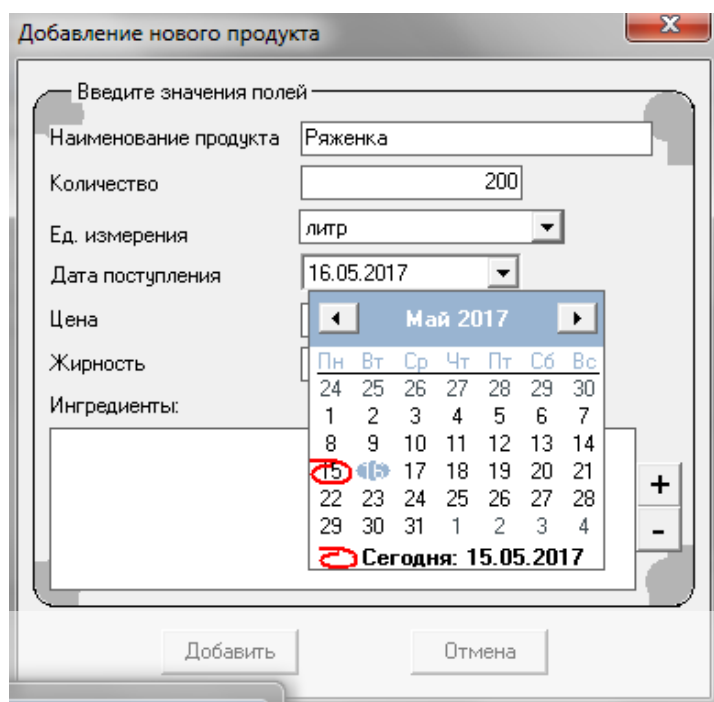 Добавление нового продукта
Введите значения полей
Наименование продукта Ряженка
Количество 200
Ед. измерения литр
Дата поступления 16.05.2017
Цена
Май 2017
Жирность
Пн Вт Ср Чт Пт Сб Вс
24 25 26 27 28 29 30
Ингредиенты:
1 2 3 4 5 6 7
8 9 10 11 12 13 14
15 16 17 18 19 20 21
+
22 23 24 25 26 27 28
29 30 31 1 2 3 4
-
Сегодня: 15.05.2017
Добавить Отмена